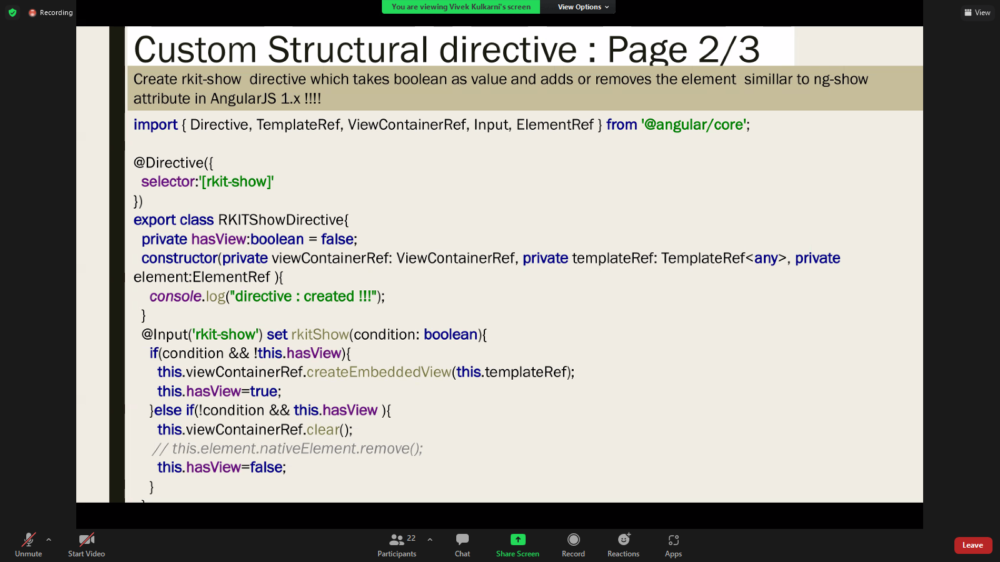 Recording
You are viewing Vivek Kulkarni's screen
View Options
View
Custom Structural directive : Page 2/3
Create rkit-show  directive which takes boolean as value and adds or removes the element  simillar to ng-show
attribute in AngularJS 1.x !!!!
import { Directive, TemplateRef, ViewContainerRef, Input, ElementRef } from '@angular/core';
@Directive({
selector:'[rkit-show]'
})
export class RKITShowDirective{
private hasView:boolean = false;
constructor(private viewContainerRef: ViewContainerRef, private templateRef: TemplateRef<any>, private
element:ElementRef ){
console.log("directive : created !!!");
}
@Input('rkit-show') set rkitShow(condition: boolean){
if(condition && !this.hasView){
this.viewContainerRef.createEmbeddedView(this.templateRef);
this.hasView=true;
}else if(!condition && this.hasView ){
this.viewContainerRef.clear();
// this.element.nativeElement.remove();
this.hasView=false;
}
Unmute
Start Video
22
Participants
Chat
Share Screen
Record
Reactions
Apps
Leave